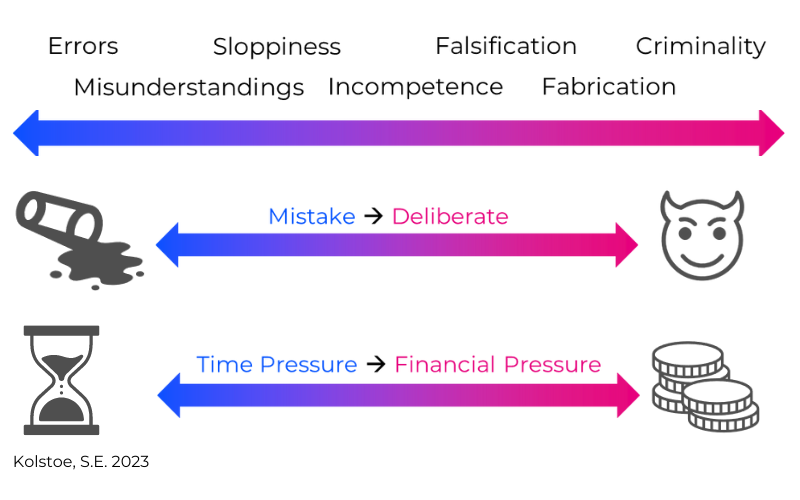 Errors Sloppiness Falsification Criminality
Misunderstandings Incompetence Fabrication
Mistake → Deliberate
Time Pressure → Financial Pressure
Kolstoe, S.E. 2023